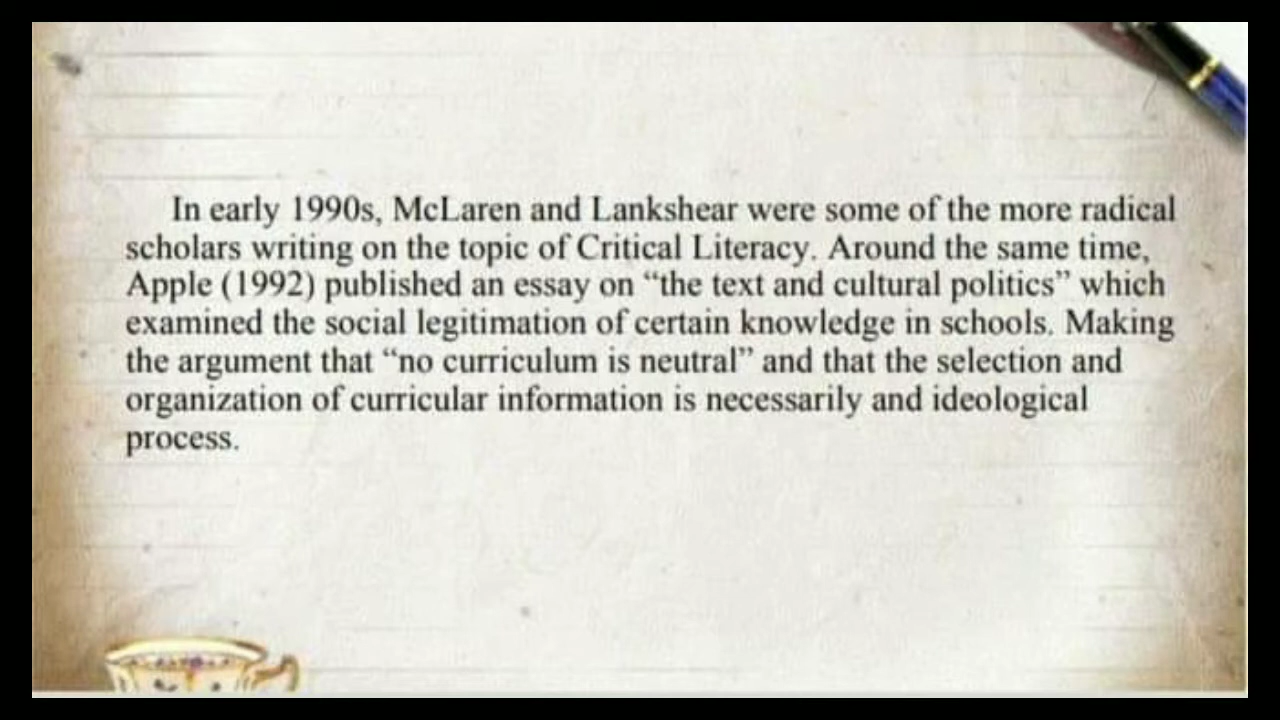 In early 1990s, McLaren and Lankshear were some of the more radical
scholars writing on the topic of Critical Literacy. Around the same time,
Apple (1992) published an essay on “the text and cultural politics” which
examined the social legitimation of certain knowledge in schools. Making
the argument that “no curriculum is neutral” and that the selection and
organization of curricular information is necessarily and ideological
process.